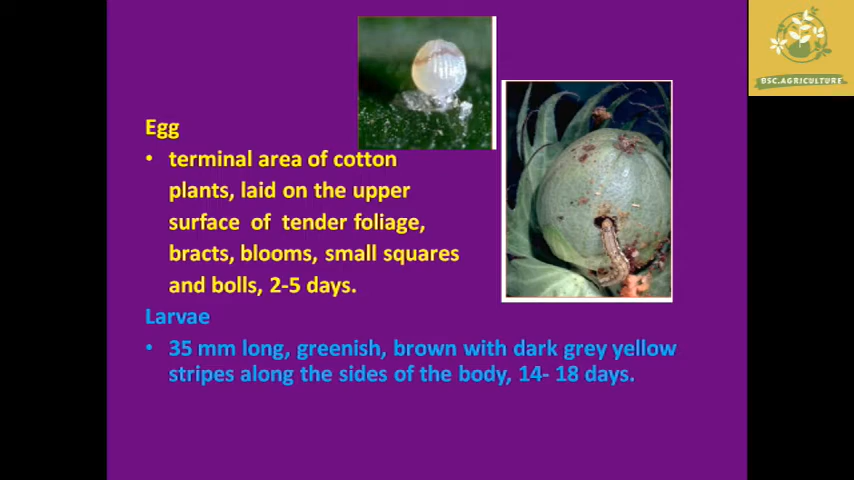 BSC.AGRICULTURE
Egg
• terminal area of cotton
plants, laid on the upper
surface of tender foliage,
bracts, blooms, small squares
and bolls, 2-5 days.
Larvae
• 35 mm long, greenish, brown with dark grey yellow
stripes along the sides of the body, 14- 18 days.